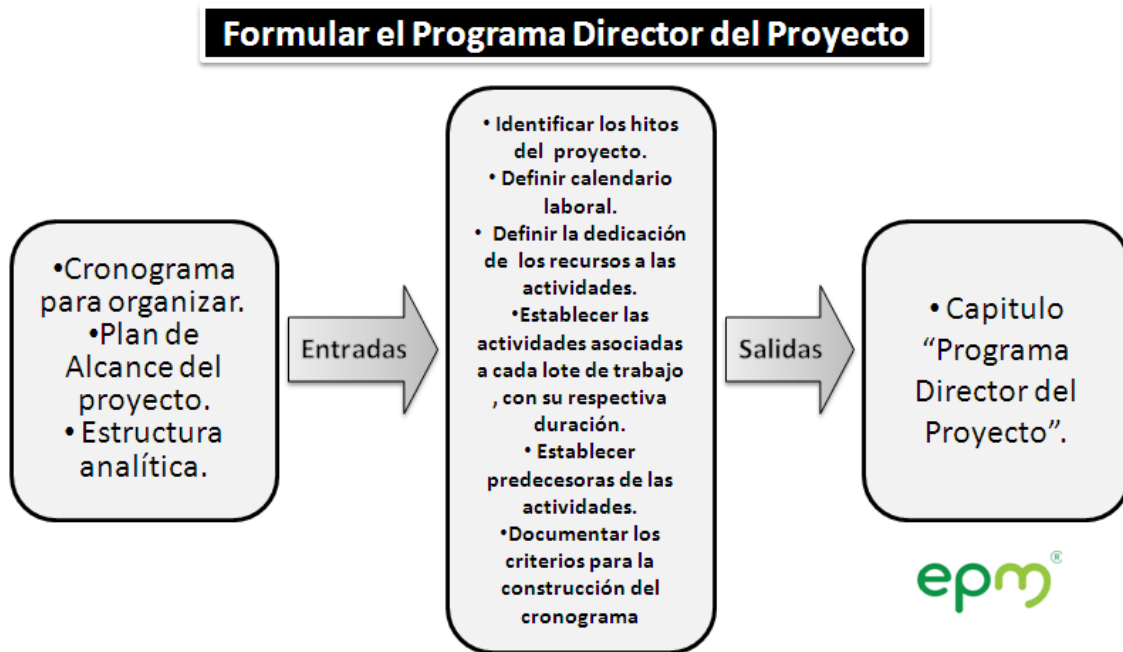 Formular el Programa Director del Proyecto
•Cronograma
para organizar.
•Plan de
Alcance del
proyecto.
• Estructura
analítica.
Entradas
• Identificar los hitos
del proyecto.
• Definir calendario
laboral.
• Definir la dedicación
de los recursos a las
actividades.
•Establecer las
actividades asociadas
a cada lote de trabajo
, con su respectiva
duración.
• Establecer
predecesoras de las
actividades.
•Documentar los
criterios para la
construcción del
cronograma
Salidas
• Capitulo
“Programa
Director del
Proyecto”.
epm®